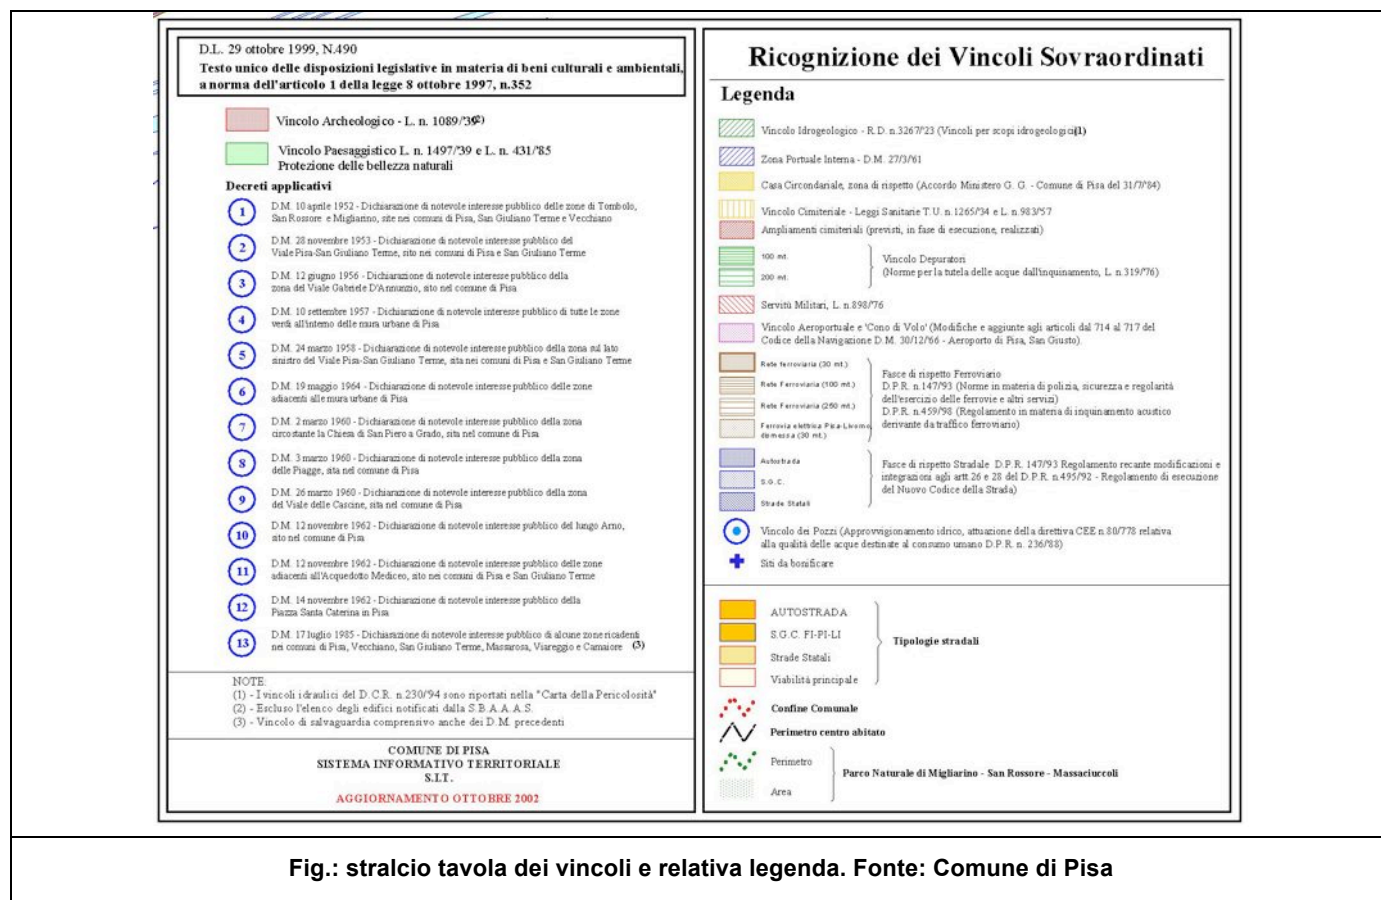 D.L. 29 ottobre 1999, N.490
Testo unico delle disposizioni legislative in materia di beni culturali e ambientali,
a norma dell'articolo 1 della legge 8 ottobre 1997, n.352
Vincolo Archeologico - L. n. 1089/'39(2)
Vincolo Paesaggistico L. n. 1497/'39 e L. n. 431/'85
Protezione delle bellezza naturali
Decreti applicativi
1 D.M. 10 aprile 1952 - Dichiarazione di notevole interesse pubblico delle zone di Tombolo,
San Rossore e Migliarino, site nei comuni di Pisa, San Giuliano Terme e Vecchiano
2 D.M. 28 novembre 1953 - Dichiarazione di notevole interesse pubblico del
Viale Pisa-San Giuliano Terme, sito nei comuni di Pisa e San Giuliano Terme
3 D.M. 12 giugno 1956 - Dichiarazione di notevole interesse pubblico della
zona del Viale Gabriele D'Annunzio, sito nel comune di Pisa
4 D.M. 10 settembre 1957 - Dichiarazione di notevole interesse pubblico di tutte le zone
verdi all'interno delle mura urbane di Pisa
5 D.M. 24 marzo 1958 - Dichiarazione di notevole interesse pubblico della zona sul lato
sinistro del Viale Pisa-San Giuliano Terme, sita nei comuni di Pisa e San Giuliano Terme
6 D.M. 19 maggio 1964 - Dichiarazione di notevole interesse pubblico delle zone
adiacenti alle mura urbane di Pisa
7 D.M. 2 marzo 1960 - Dichiarazione di notevole interesse pubblico della zona
circostante la Chiesa di San Piero a Grado, sita nel comune di Pisa
8 D.M. 3 marzo 1960 - Dichiarazione di notevole interesse pubblico della zona
delle Piagge, sita nel comune di Pisa
9 D.M. 26 marzo 1960 - Dichiarazione di notevole interesse pubblico della zona
del Viale delle Cascine, sita nel comune di Pisa
10 D.M. 12 novembre 1962 - Dichiarazione di notevole interesse pubblico del lungo Arno,
sito nel comune di Pisa
11 D.M. 12 novembre 1962 - Dichiarazione di notevole interesse pubblico delle zone
adiacenti all'Acquedotto Mediceo, sito nei comuni di Pisa e San Giuliano Terme
12 D.M. 14 novembre 1962 - Dichiarazione di notevole interesse pubblico della
Piazza Santa Caterina in Pisa
13 D.M. 17 luglio 1985 - Dichiarazione di notevole interesse pubblico di alcune zone ricadenti
nei comuni di Pisa, Vecchiano, San Giuliano Terme, Massarosa, Viareggio e Camaiore (3)
NOTE:
(1) - I vincoli idraulici del D.C.R. n.230/'94 sono riportati nella "Carta della Pericolosità"
(2) - Escluso l'elenco degli edifici notificati dalla S.B.A.A.A.S.
(3) - Vincolo di salvaguardia comprensivo anche dei D.M. precedenti
COMUNE DI PISA
SISTEMA INFORMATIVO TERRITORIALE
S.I.T.
AGGIORNAMENTO OTTOBRE 2002
Ricognizione dei Vincoli Sovraordinati
Legenda
Vincolo Idrogeologico - R.D. n.3267/'23 (Vincoli per scopi idrogeologici)(1)
Zona Portuale Interna - D.M. 27/3/'61
Casa Circondariale, zona di rispetto (Accordo Ministero G. G. - Comune di Pisa del 31/7/'84)
Vincolo Cimiteriale - Leggi Sanitarie T.U. n.1265/'34 e L. n.983/'57
Ampliamenti cimiteriali (previsti, in fase di esecuzione, realizzati)
100 mt.
200 mt.
Vincolo Depuratori
(Norme per la tutela delle acque dall'inquinamento, L. n.319/'76)
Servitù Militari, L. n.898/'76
Vincolo Aeroportuale e 'Cono di Volo' (Modifiche e aggiunte agli articoli dal 714 al 717 del
Codice della Navigazione D.M. 30/12/'66 - Aeroporto di Pisa, San Giusto)
Rete ferroviaria (30 mt.)
Rete Ferroviaria (100 mt.)
Rete Ferroviaria (250 mt.)
Ferrovia elettrica Pisa-Livorno,
dismessa (30 mt.)
Fasce di rispetto Ferroviario
D.P.R. n.147/'93 (Norme in materia di polizia, sicurezza e regolarità
dell'esercizio delle ferrovie e altri servizi)
D.P.R. n.459/'98 (Regolamento in materia di inquinamento acustico
derivante da traffico ferroviario)
Autostrada
S.G.C.
Strade Statali
Fasce di rispetto Stradale D.P.R. 147/93 Regolamento recante modificazioni e
integrazioni agli artt.26 e 28 del D.P.R. n.495/92 - Regolamento di esecuzione
del Nuovo Codice della Strada)
Vincolo dei Pozzi (Approvvigionamento idrico, attuazione della direttiva CEE n.80/778 relativa
alla qualità delle acque destinate al consumo umano D.P.R. n. 236/'88)
Siti da bonificare
AUTOSTRADA
S.G.C. FI-PI-LI
Strade Statali
Viabilità principale
Tipologie stradali
Confine Comunale
Perimetro centro abitato
Perimetro
Area
Parco Naturale di Migliarino - San Rossore - Massaciuccoli
Fig.: stralcio tavola dei vincoli e relativa legenda. Fonte: Comune di Pisa